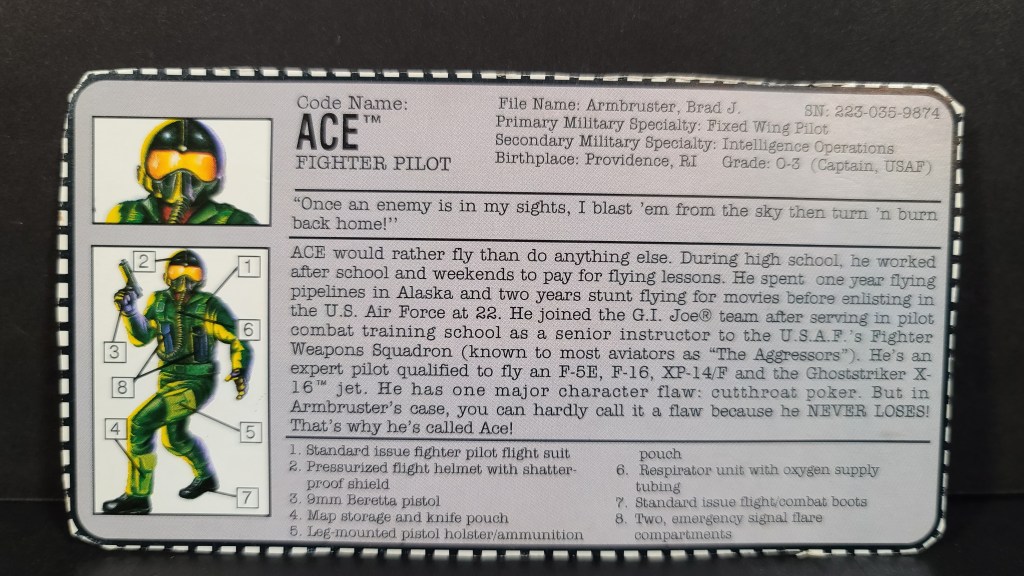 Code Name:
ACE™
FIGHTER PILOT
File Name: Armbruster, Brad J. SN: 223-035-9874
Primary Military Specialty: Fixed Wing Pilot
Secondary Military Specialty: Intelligence Operations
Birthplace: Providence, RI Grade: O-3 (Captain, USAF)
"Once an enemy is in my sights, I blast 'em from the sky then turn 'n burn
back home!''
ACE would rather fly than do anything else. During high school, he worked
after school and weekends to pay for flying lessons. He spent one year flying
pipelines in Alaska and two years stunt flying for movies before enlisting in
the U.S. Air Force at 22. He joined the G.I. Joe® team after serving in pilot
combat training school as a senior instructor to the U.S.A.F.'s Fighter
Weapons Squadron (known to most aviators as "The Aggressors"). He's an
expert pilot qualified to fly an F-5E, F-16, XP-14/F and the Ghoststriker X-
16™ jet. He has one major character flaw: cutthroat poker. But in
Armbruster's case, you can hardly call it a flaw because he NEVER LOSES!
That's why he's called Ace!
2
1
6
3
8
4
5
7
1. Standard issue fighter pilot flight suit
2. Pressurized flight helmet with shatter-
proof shield
3. 9mm Beretta pistol
4. Map storage and knife pouch
5. Leg-mounted pistol holster/ammunition
pouch
6. Respirator unit with oxygen supply
tubing
7. Standard issue flight/combat boots
8. Two, emergency signal flare
compartments